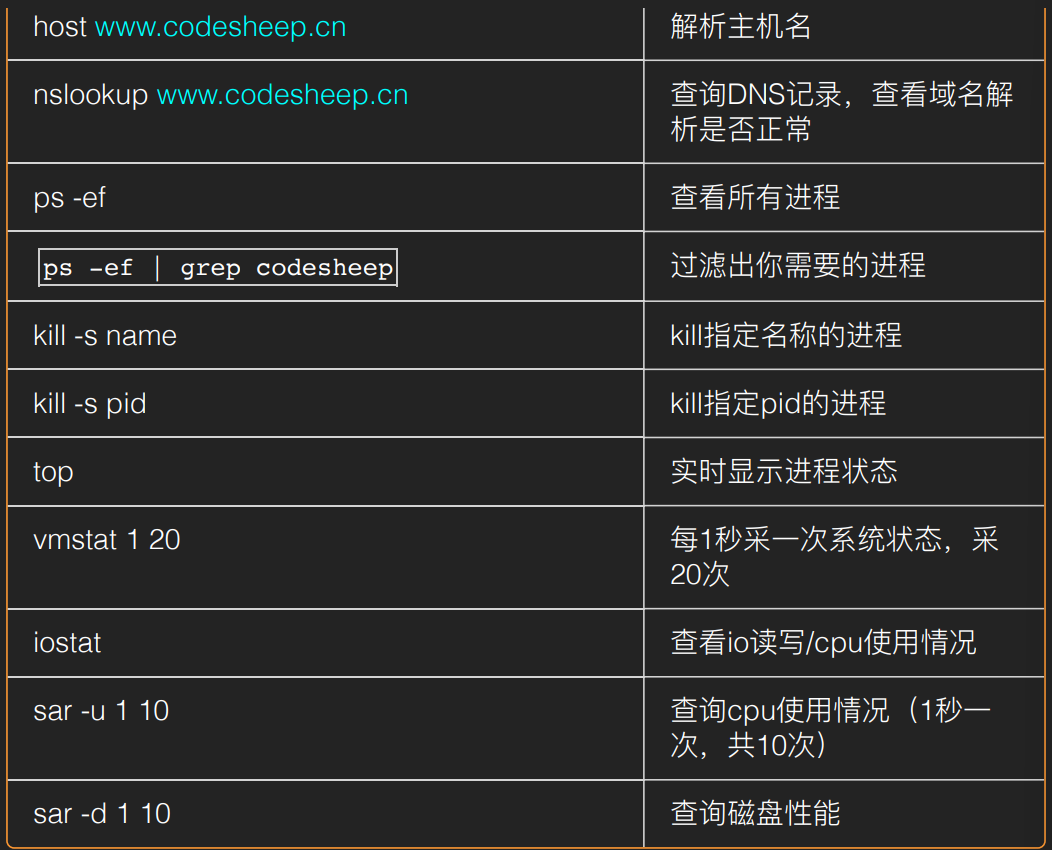 host www.codesheep.cn
解析主机名
nslookup www.codesheep.cn
查询DNS记录，查看域名解
析是否正常
ps -ef
查看所有进程
ps -ef | grep codesheep
过滤出你需要的进程
kill -s name
kill指定名称的进程
kill -s pid
kill指定pid的进程
top
实时显示进程状态
vmstat 1 20
每1秒采一次系统状态，采
20次
iostat
查看io读写/cpu使用情况
sar -u 1 10
查询cpu使用情况（1秒一
次，共10次）
sar -d 1 10
查询磁盘性能